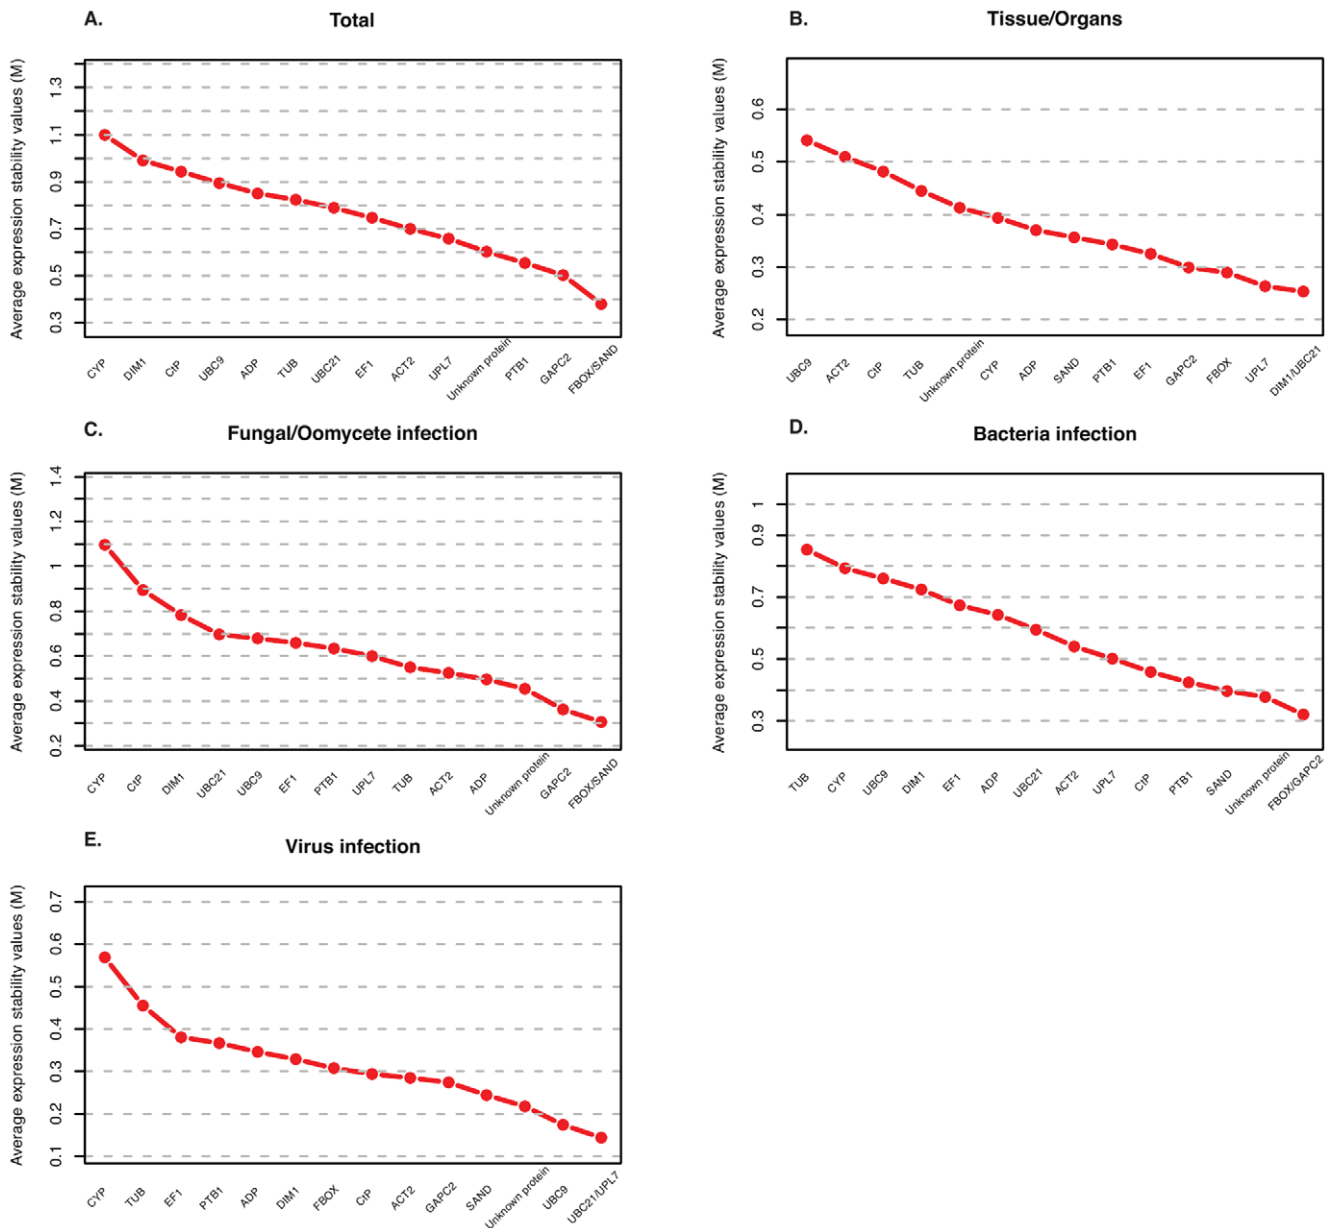 A.
Total
Average expression stability values (M)
1.3
1.1
0.9
0.7
0.5
0.3
CYP
DIM1
CtP
UBC9
ADP
TUB
UBC21
EF1
ACT2
UPL7
Unknown protein
PTB1
GAPC2
FBOX/SAND
B.
Tissue/Organs
Average expression stability values (M)
0.6
0.5
0.4
0.3
0.2
UBC9
ACT2
CtP
TUB
Unknown protein
CYP
ADP
SAND
PTB1
EF1
GAPC2
FBOX
UPL7
DIM1/UBC21
C.
Fungal/Oomycete infection
Average expression stability values (M)
1.4
1.2
1
0.8
0.6
0.4
0.2
CYP
CtP
DIM1
UBC21
UBC9
EF1
PTB1
UPL7
TUB
ACT2
ADP
Unknown protein
GAPC2
FBOX/SAND
D.
Bacteria infection
Average expression stability values (M)
1
0.9
0.7
0.5
0.3
TUB
CYP
UBC9
DIM1
EF1
ADP
UBC21
ACT2
UPL7
CtP
PTB1
SAND
Unknown protein
FBOX/GAPC2
E.
Virus infection
Average expression stability values (M)
0.7
0.6
0.5
0.4
0.3
0.2
0.1
CYP
TUB
EF1
PTB1
ADP
DIM1
FBOX
CtP
ACT2
GAPC2
SAND
Unknown protein
UBC9
UBC21/UPL7